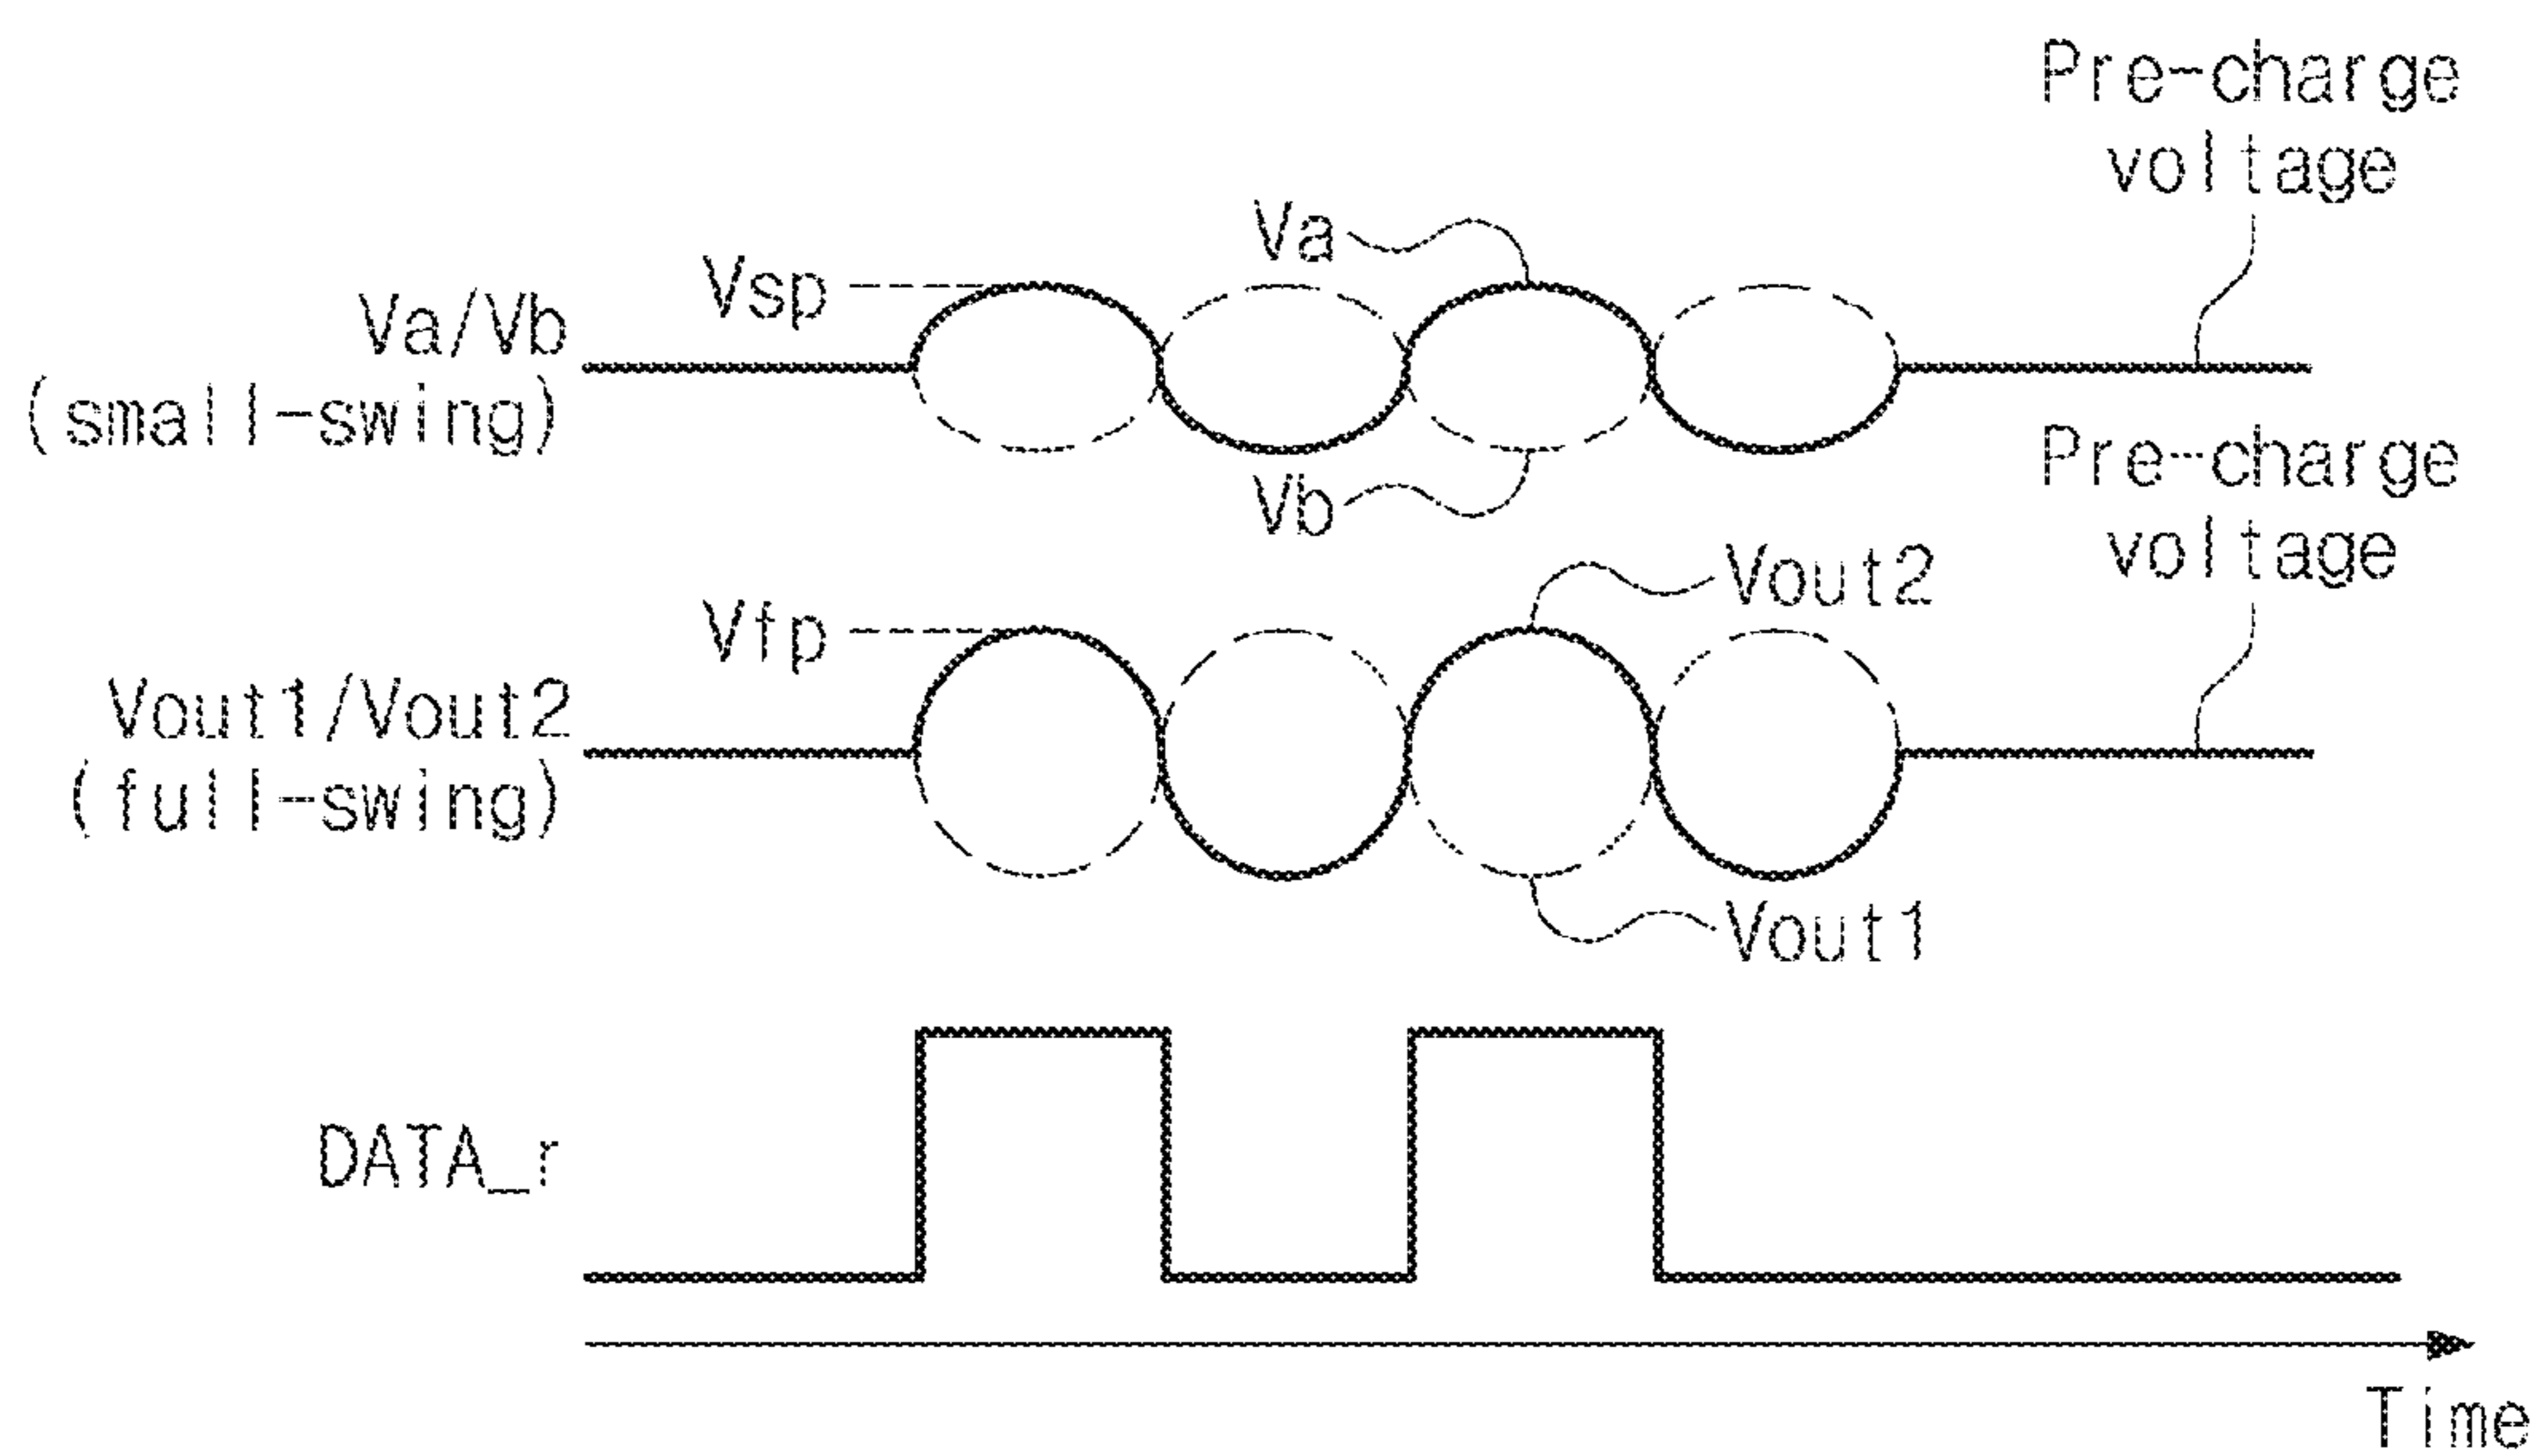 Pre-charge
voltage
Va
Vsp
Va/Vb
(small-swing)
Vb
Pre-charge
voltage
Vout2
Vfp
Vout1/Vout2
(full-swing)
Vout1
DATA_r
Time